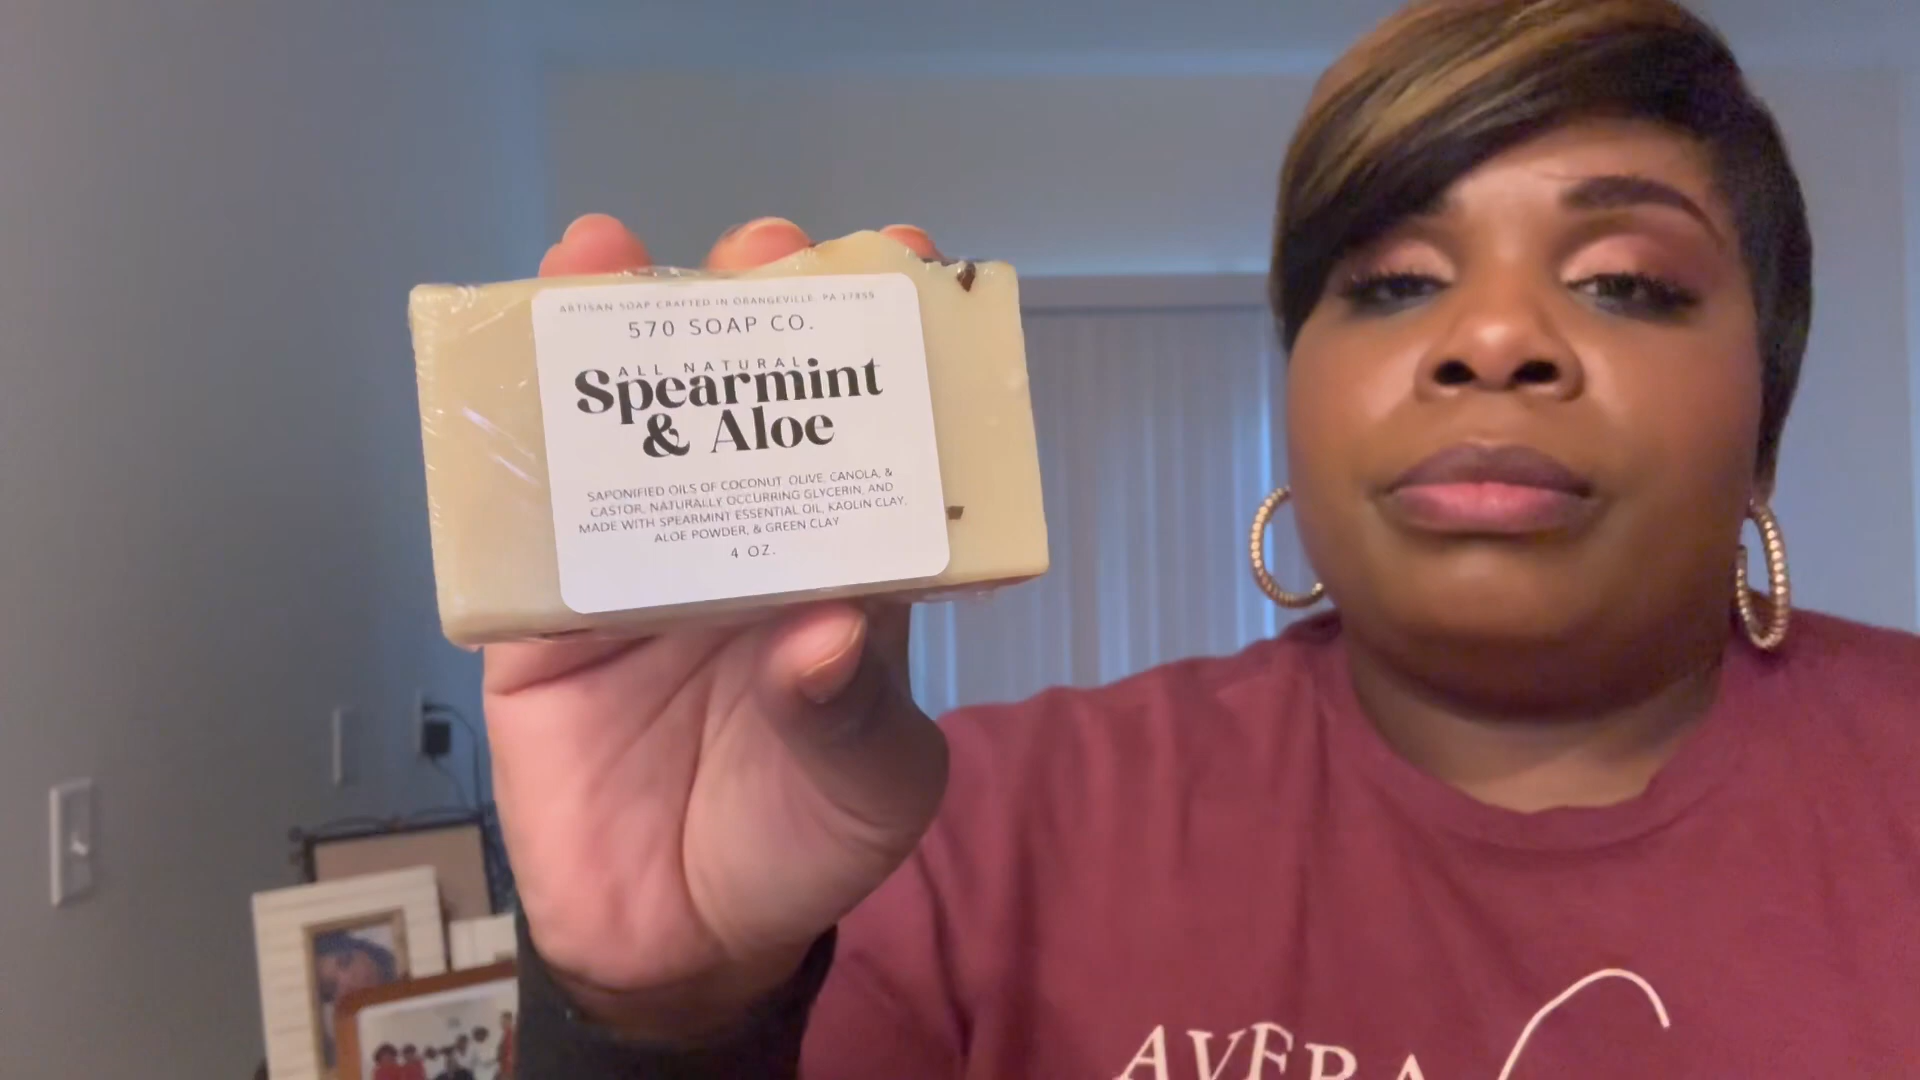 ARTISAN SOAP CRAFTED IN ORANGEVILLE, PA 17859
570 SOAP CO.
ALL NATURAL
Spearmint
& Aloe
SAPONIFIED OILS OF COCONUT, OLIVE, CANOLA, &
CASTOR, NATURALLY OCCURRING GLYCERIN, AND
MADE WITH SPEARMINT ESSENTIAL OIL, KAOLIN CLAY,
ALOE POWDER, & GREEN CLAY
4 OZ.